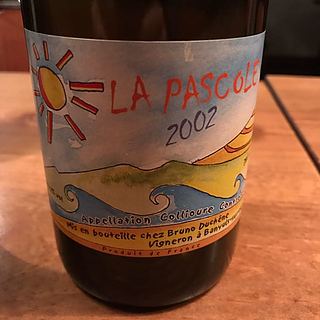 LA PASCOLE
2002
Appellation Collioure
Mis en bouteille chez Bruno Duchêne
Vigneron à Banyuls
Produit de France